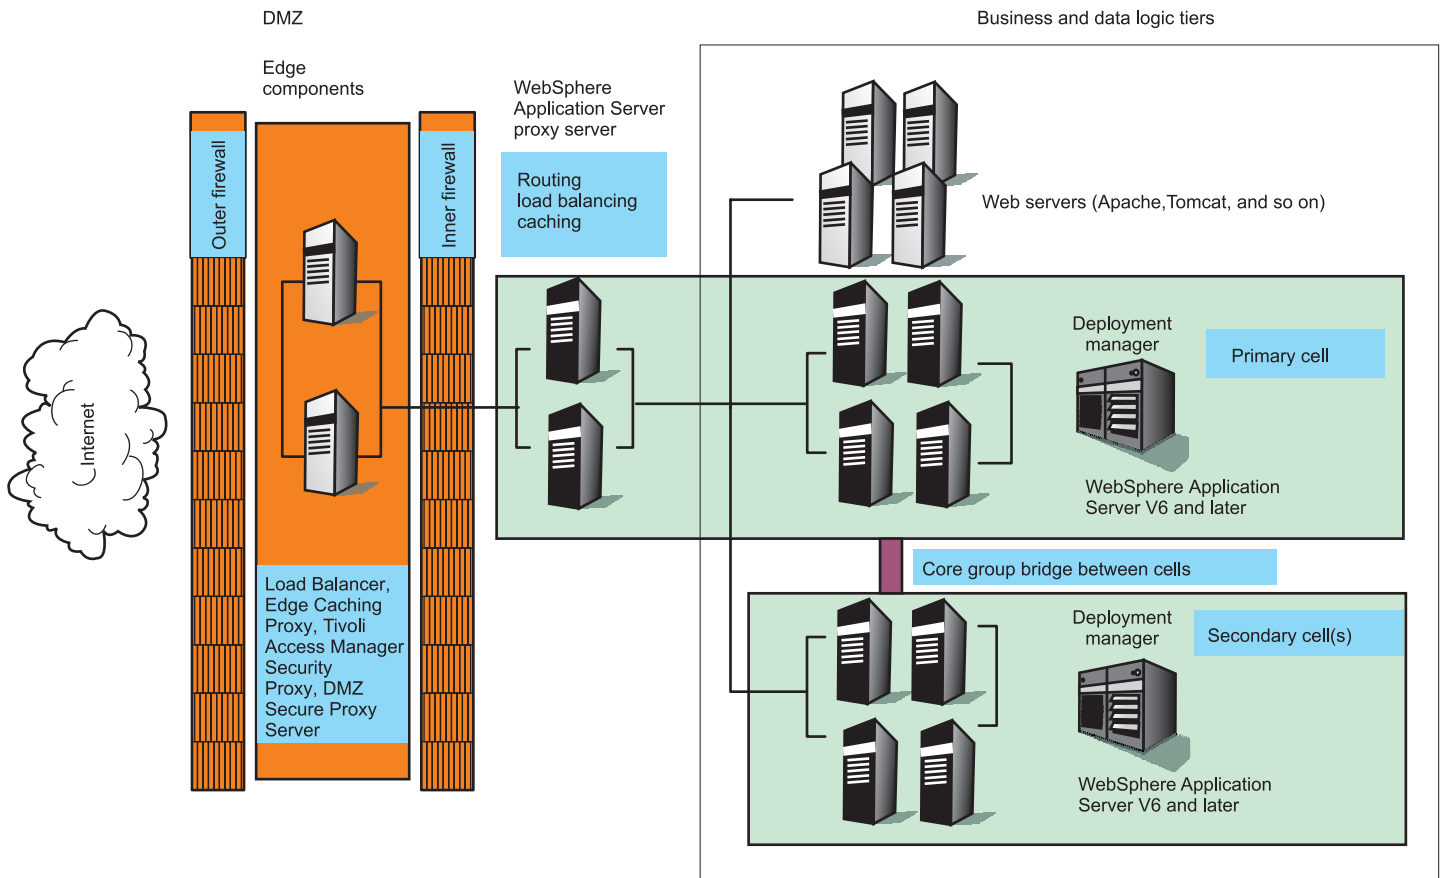 DMZ
Business and data logic tiers
Edge
components
WebSphere
Application Server
proxy server
Outer firewall
Inner firewall
Routing
load balancing
caching
Web servers (Apache,Tomcat, and so on)
Internet
Deployment
manager
Primary cell
WebSphere Application
Server V6 and later
Core group bridge between cells
Load Balancer,
Edge Caching
Proxy, Tivoli
Access Manager
Security
Proxy, DMZ
Secure Proxy
Server
Deployment
manager
Secondary cell(s)
WebSphere Application
Server V6 and later